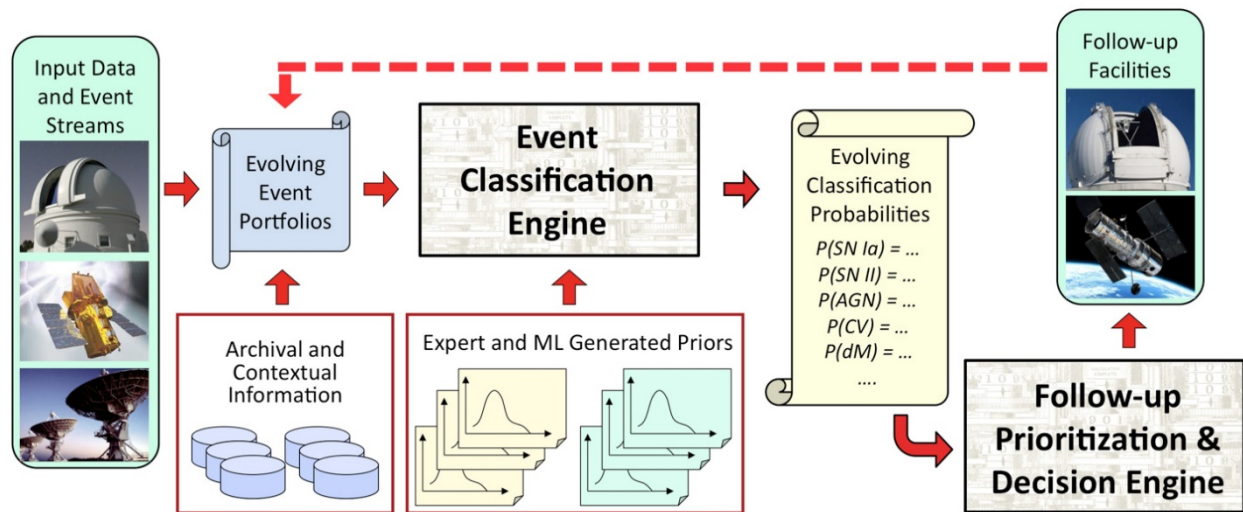 Input Data
and Event
Streams
Evolving
Event
Portfolios
Archival and
Contextual
Information
Event
Classification
Engine
Expert and ML Generated Priors
Evolving
Classification
Probabilities
P(SN Ia) = ...
P(SN II) = ...
P(AGN) = ...
P(CV) = ...
P(dM) = ...
....
Follow-up
Facilities
Follow-up
Prioritization &
Decision Engine